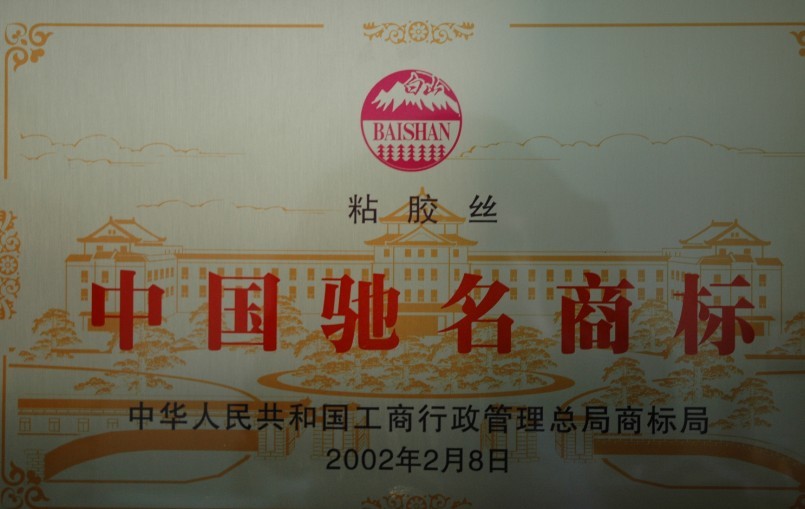 白山
BAISHAN
粘胶丝
中国驰名商标
中华人民共和国工商行政管理总局商标局
2002年2月8日